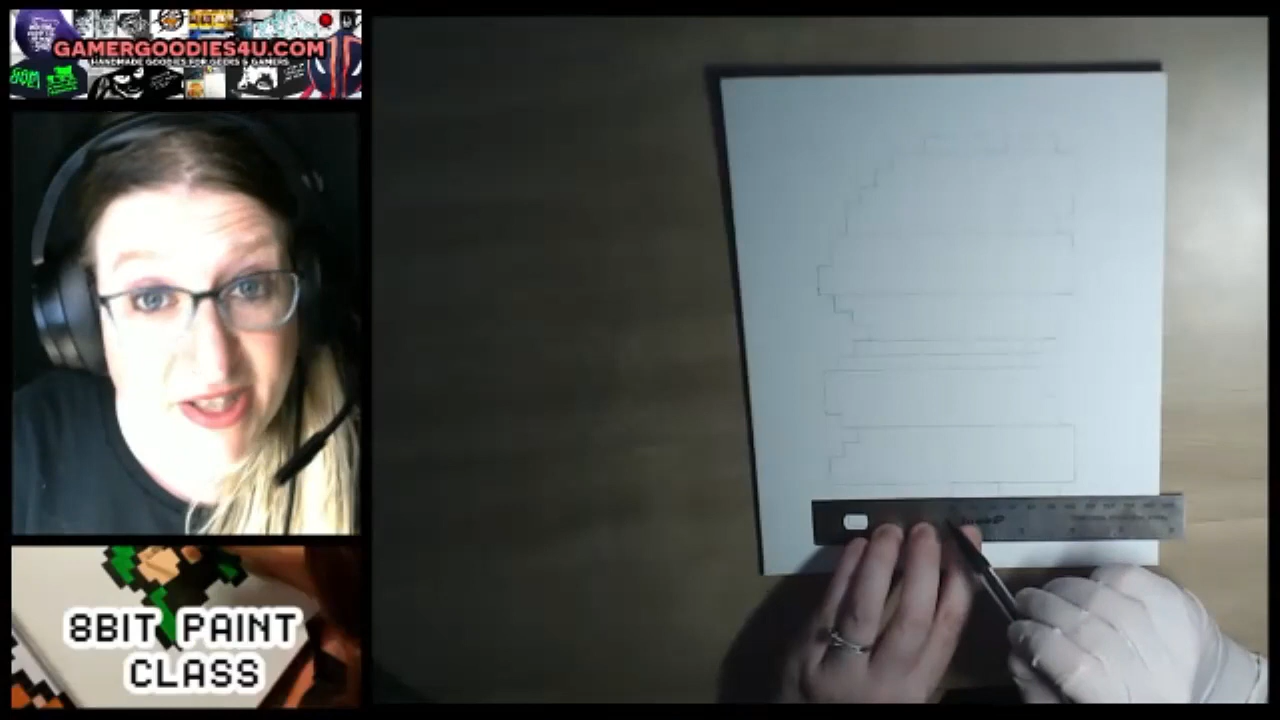 GAMERGOODIES4U.COM
HANDMADE GOODIES FOR GEEKS & GAMERS
8BIT PAINT
CLASS